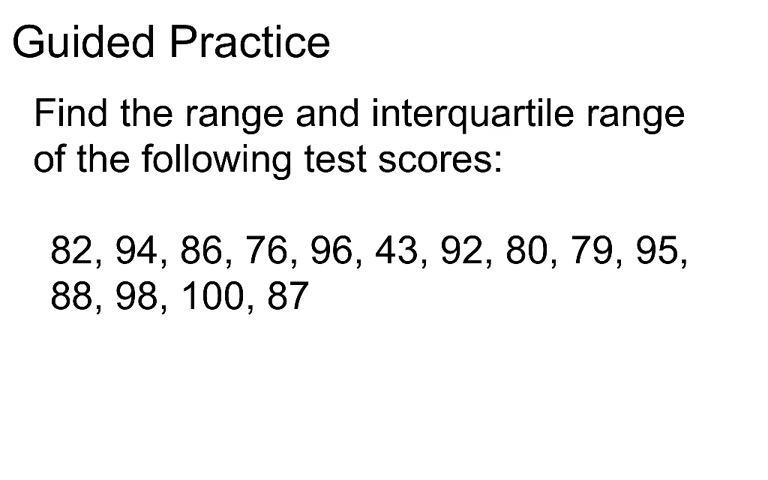 Guided Practice
Find the range and interquartile range
of the following test scores:
82, 94, 86, 76, 96, 43, 92, 80, 79, 95,
88, 98, 100, 87